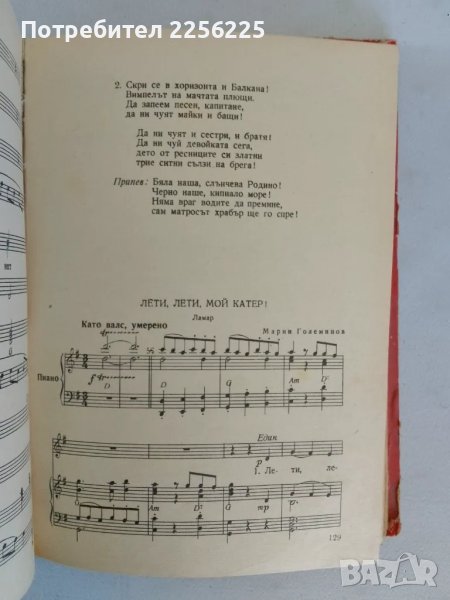 Потребител 2256225
2. Скри се в хоризонта и Балкана!
Вимпелът на мачтата плющи.
Да запеем песен, капитане,
да ни чуят майки и бащи!
Да ни чуят и сестри, и братя!
Да ни чуй девойката сега,
дето от ресниците си златни
трие ситни сълзи на брега!
Припев: Бяла наша, слънчева Родино!
Черно наше, кипнало море!
Няма враг водите да премине,
сам матросът храбър ще го спре!
ЛЕТИ, ЛЕТИ, МОЙ КАТЕР!
Ламар
Като валс, умерено
Марин Големинов
Пиано
f
D D G Am D⁷
Един
p
1. Ле- ти, ле-
G Am D⁷ G mp
129
BAZAR